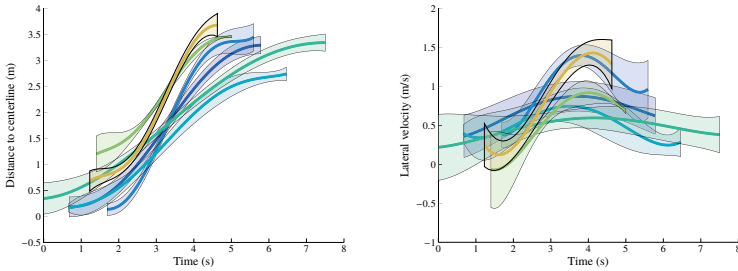 4
3.5
3
2.5
2
1.5
1
0.5
0
−0.5
0 1 2 3 4 5 6 7 8
Time (s)
Distance to centerline (m)
2
1.5
1
0.5
0
−0.5
−1
0 1 2 3 4 5 6 7 8
Time (s)
Lateral velocity (m/s)